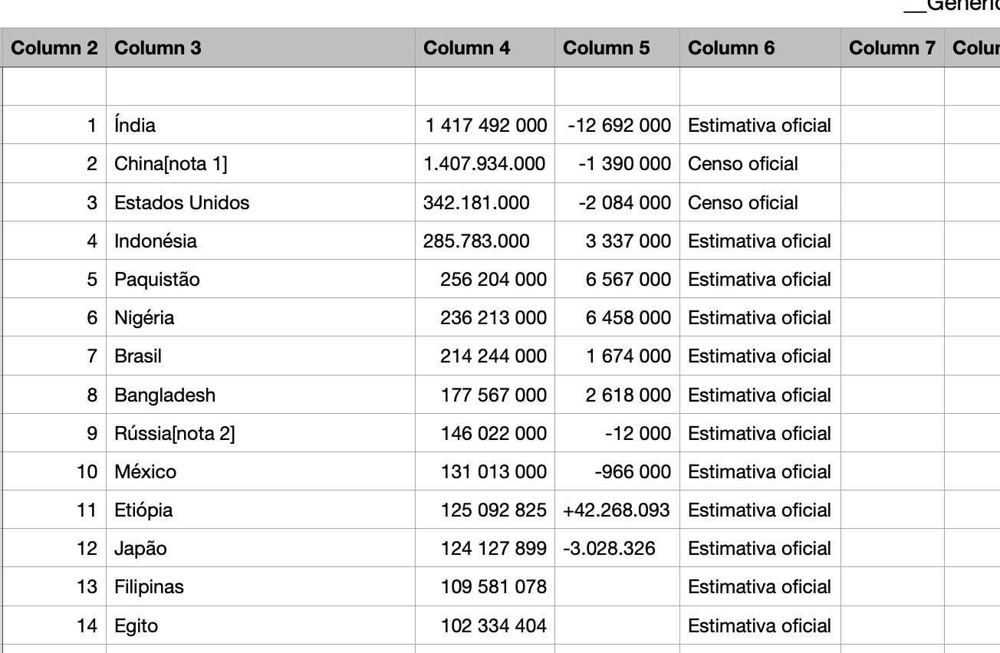 __Generic
Column 2 Column 3 Column 4 Column 5 Column 6 Column 7
1 Índia 1 417 492 000 -12 692 000 Estimativa oficial
2 China[nota 1] 1.407.934.000 -1 390 000 Censo oficial
3 Estados Unidos 342.181.000 -2 084 000 Censo oficial
4 Indonésia 285.783.000 3 337 000 Estimativa oficial
5 Paquistão 256 204 000 6 567 000 Estimativa oficial
6 Nigéria 236 213 000 6 458 000 Estimativa oficial
7 Brasil 214 244 000 1 674 000 Estimativa oficial
8 Bangladesh 177 567 000 2 618 000 Estimativa oficial
9 Rússia[nota 2] 146 022 000 -12 000 Estimativa oficial
10 México 131 013 000 -966 000 Estimativa oficial
11 Etiópia 125 092 825 +42.268.093 Estimativa oficial
12 Japão 124 127 899 -3.028.326 Estimativa oficial
13 Filipinas 109 581 078 Estimativa oficial
14 Egito 102 334 404 Estimativa oficial